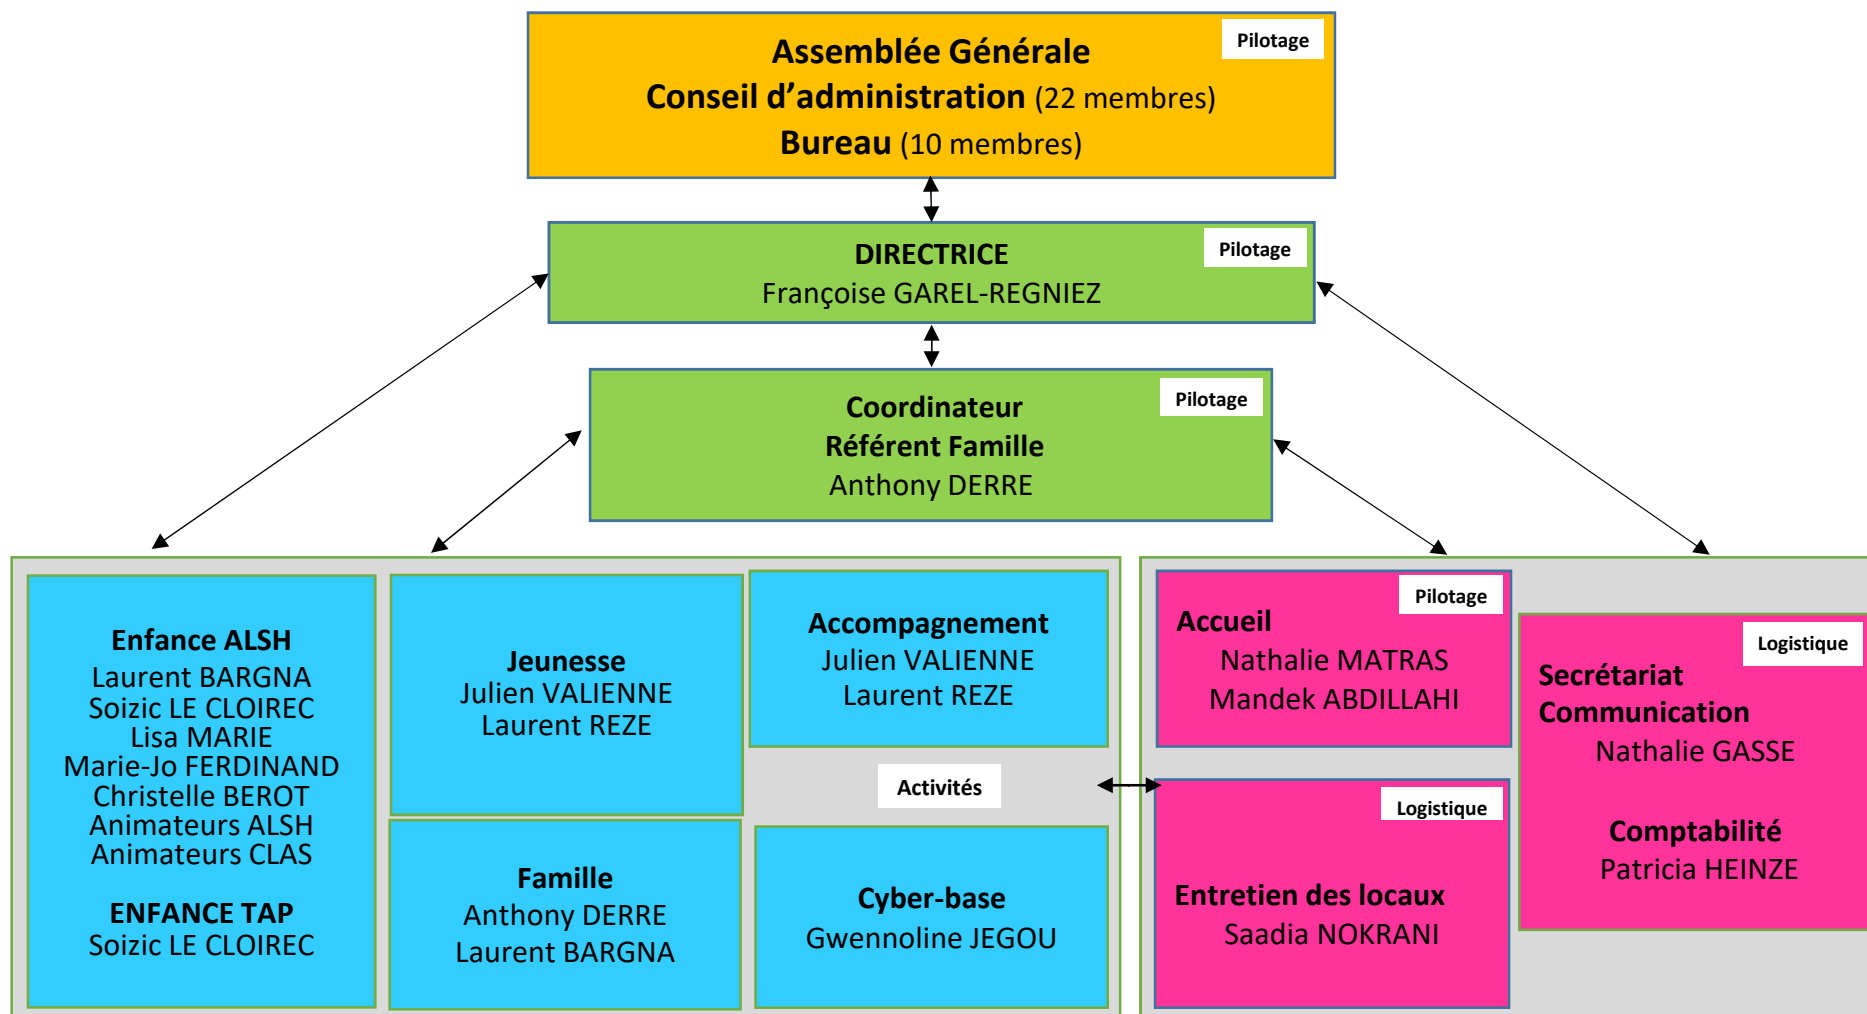 Pilotage
Assemblée Générale
Conseil d’administration (22 membres)
Bureau (10 membres)
Pilotage
DIRECTRICE
Françoise GAREL-REGNIEZ
Pilotage
Coordinateur
Référent Famille
Anthony DERRE
Enfance ALSH
Laurent BARGNA
Soizic LE CLOIREC
Lisa MARIE
Marie-Jo FERDINAND
Christelle BEROT
Animateurs ALSH
Animateurs CLAS
ENFANCE TAP
Soizic LE CLOIREC
Jeunesse
Julien VALIENNE
Laurent REZE
Famille
Anthony DERRE
Laurent BARGNA
Accompagnement
Julien VALIENNE
Laurent REZE
Activités
Cyber-base
Gwennoline JEGOU
Pilotage
Accueil
Nathalie MATRAS
Mandek ABDILLAHI
Logistique
Entretien des locaux
Saadia NOKRANI
Logistique
Secrétariat
Communication
Nathalie GASSE
Comptabilité
Patricia HEINZE